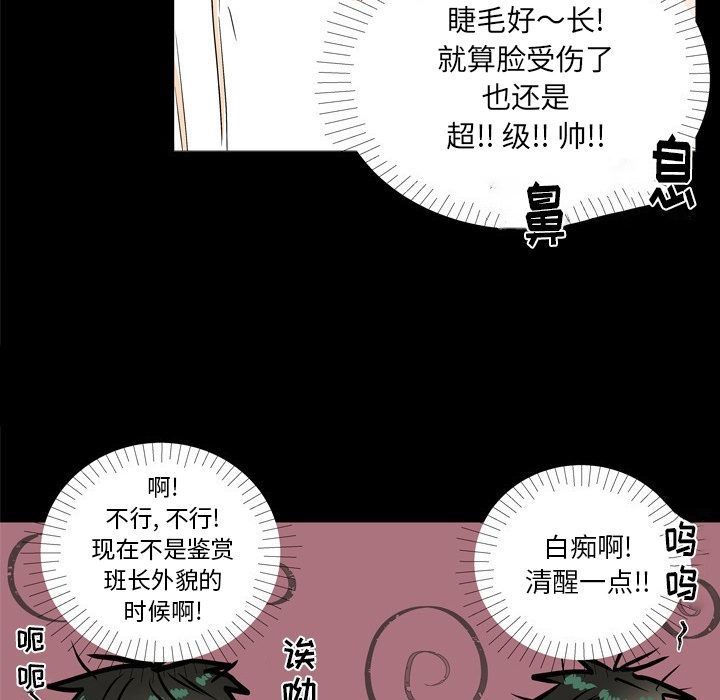 睫毛好～长!
就算脸受伤了
也还是
超!! 级!! 帅!!
鼻
息
啊!
不行, 不行!
现在不是鉴赏
班长外貌的
时候啊!
白痴啊!
清醒一点!!
呜
呜～
呃
呃
诶
呦